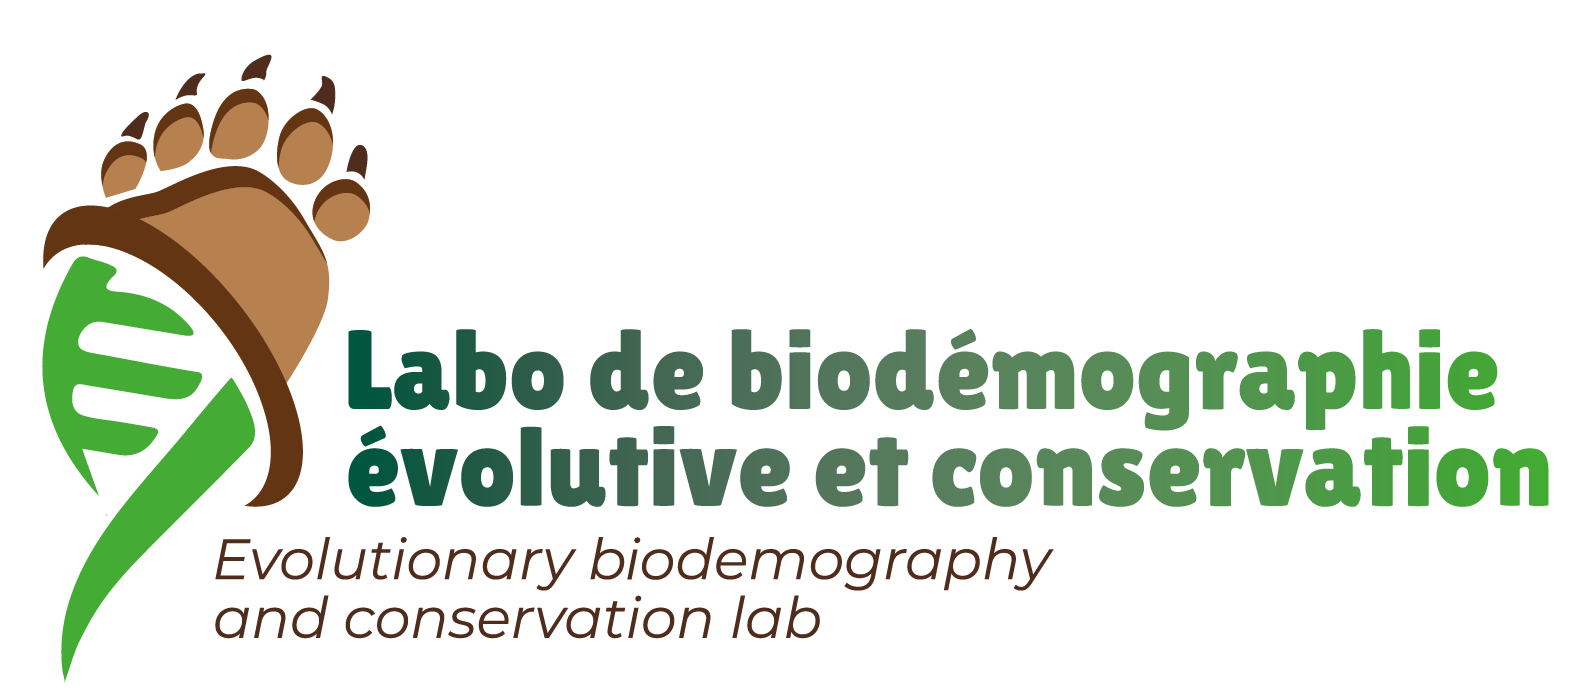 Labo de biodémographie
évolutive et conservation
Evolutionary biodemography
and conservation lab